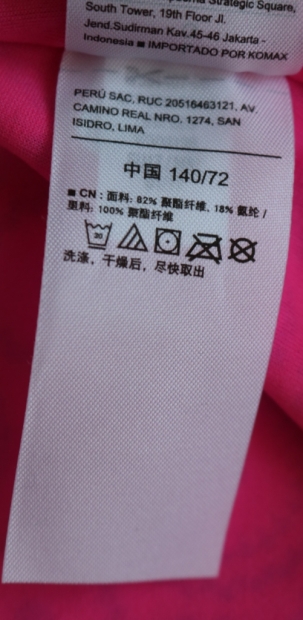 Strategic Square,
South Tower, 19th Floor Jl.
Jend.Sudirman Kav.45-46 Jakarta -
Indonesia ■ IMPORTADO POR KOMAX
PERÚ SAC, RUC 20516463121, AV.
CAMINO REAL NRO. 1274, SAN
ISIDRO, LIMA
中国 140/72
■ CN : 面料: 82% 聚酯纤维、18% 氨纶 /
里料: 100% 聚酯纤维
30
洗涤，干燥后，尽快取出